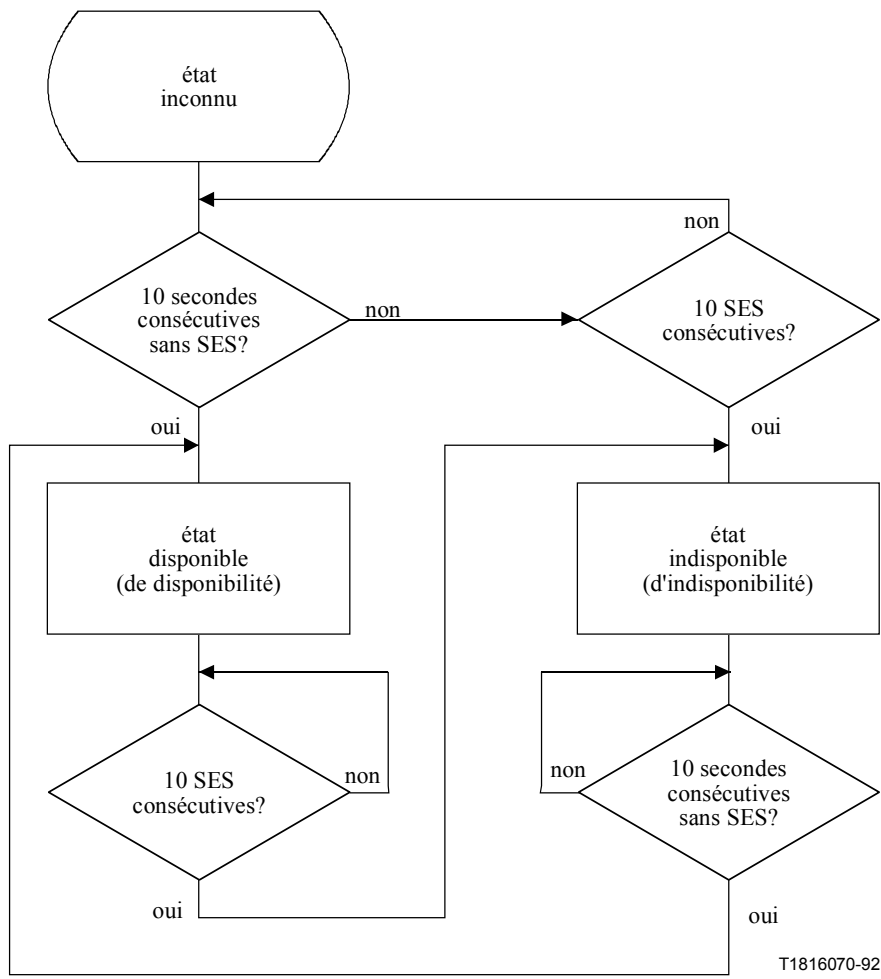 état
inconnu
non
10 secondes
consécutives
sans SES?
non
10 SES
consécutives?
oui
oui
état
disponible
(de disponibilité)
état
indisponible
(d'indisponibilité)
10 SES
consécutives?
non
non
10 secondes
consécutives
sans SES?
oui
oui
T1816070-92